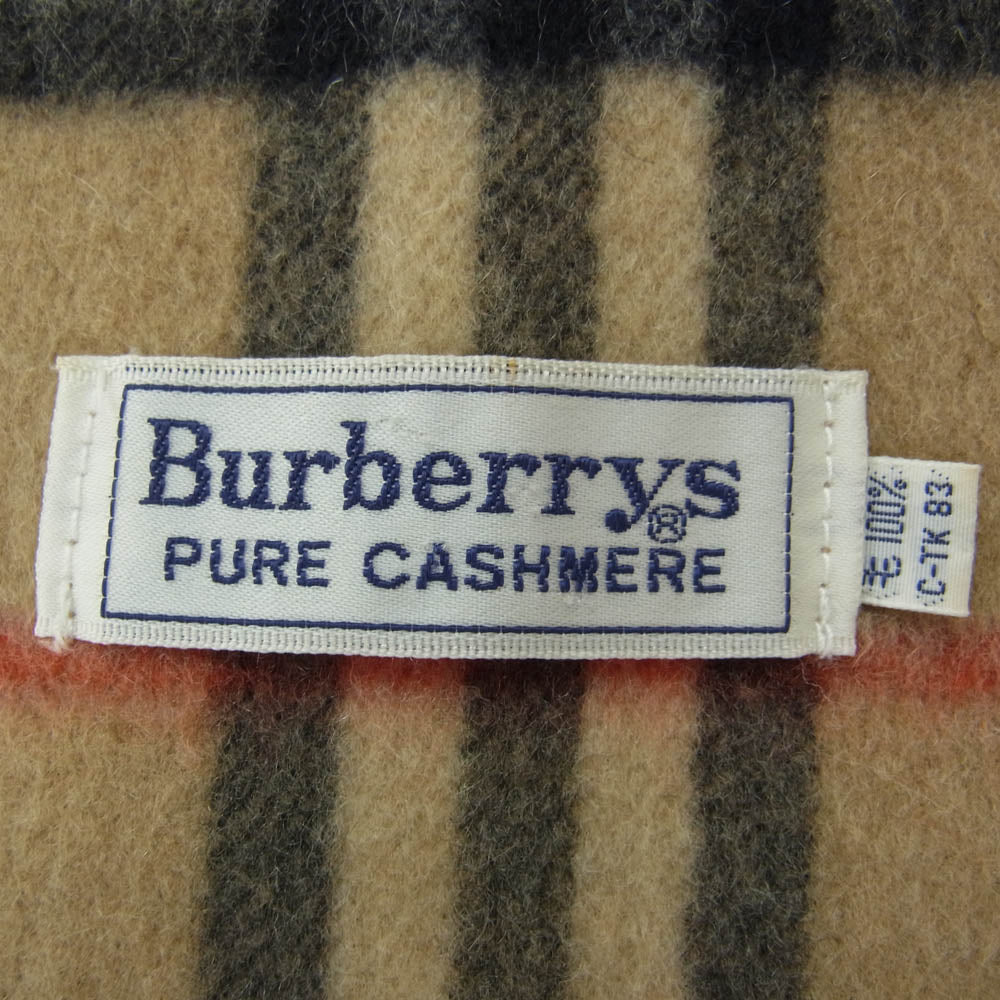 Burberrys®
PURE CASHMERE
毛 100%
C-TK 83